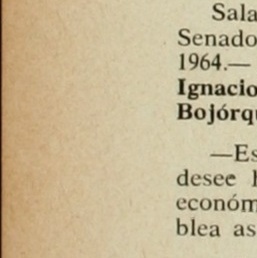 Sala
Senado
1964.—
Ignacio
Bojórqu
—Es
desee
económ
blea as